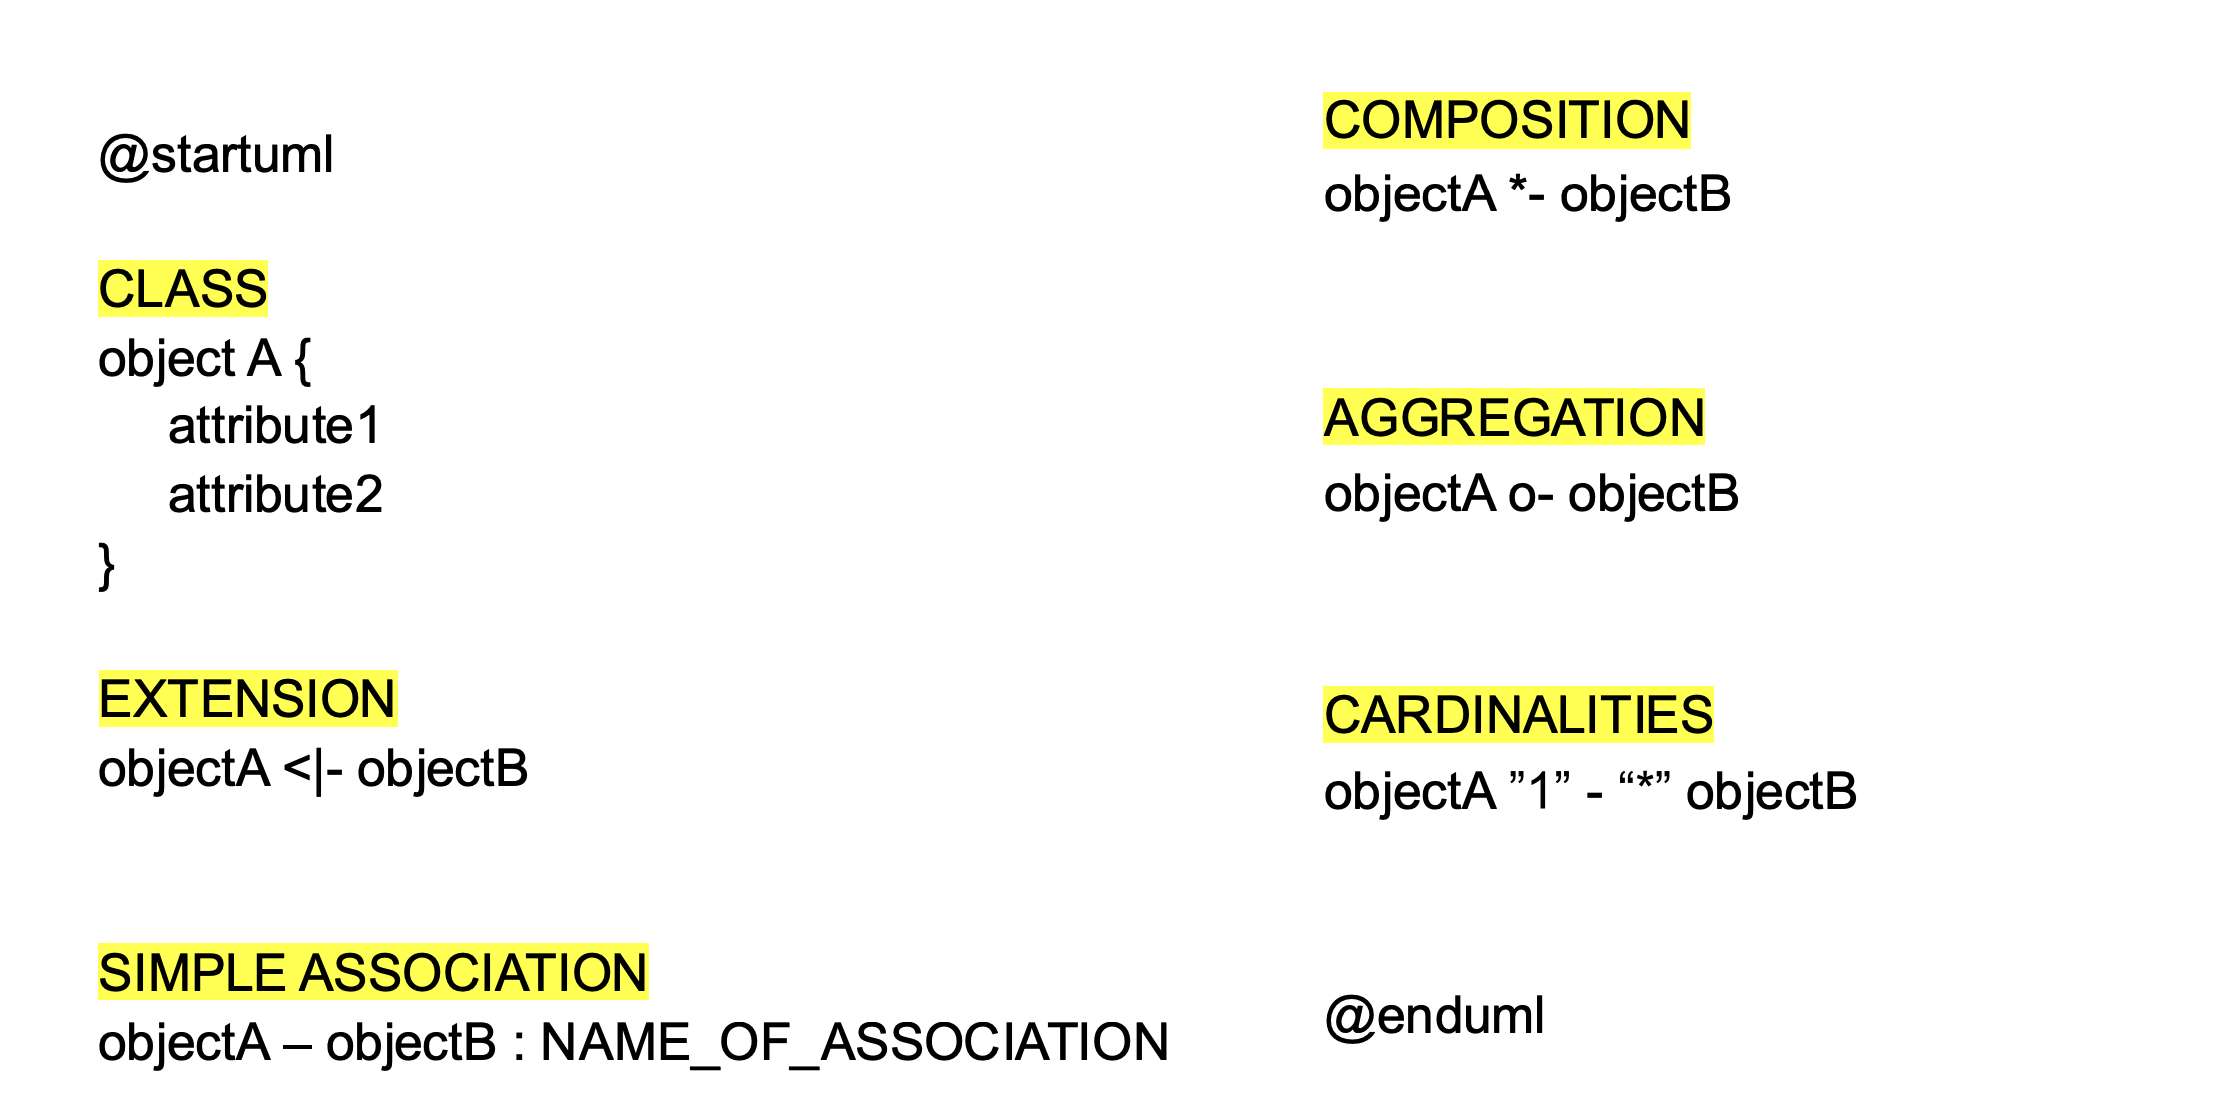 @startuml
CLASS
object A {
attribute1
attribute2
}
EXTENSION
objectA <|- objectB
SIMPLE ASSOCIATION
objectA – objectB : NAME_OF_ASSOCIATION
COMPOSITION
objectA *- objectB
AGGREGATION
objectA o- objectB
CARDINALITIES
objectA ”1” - “*” objectB
@enduml